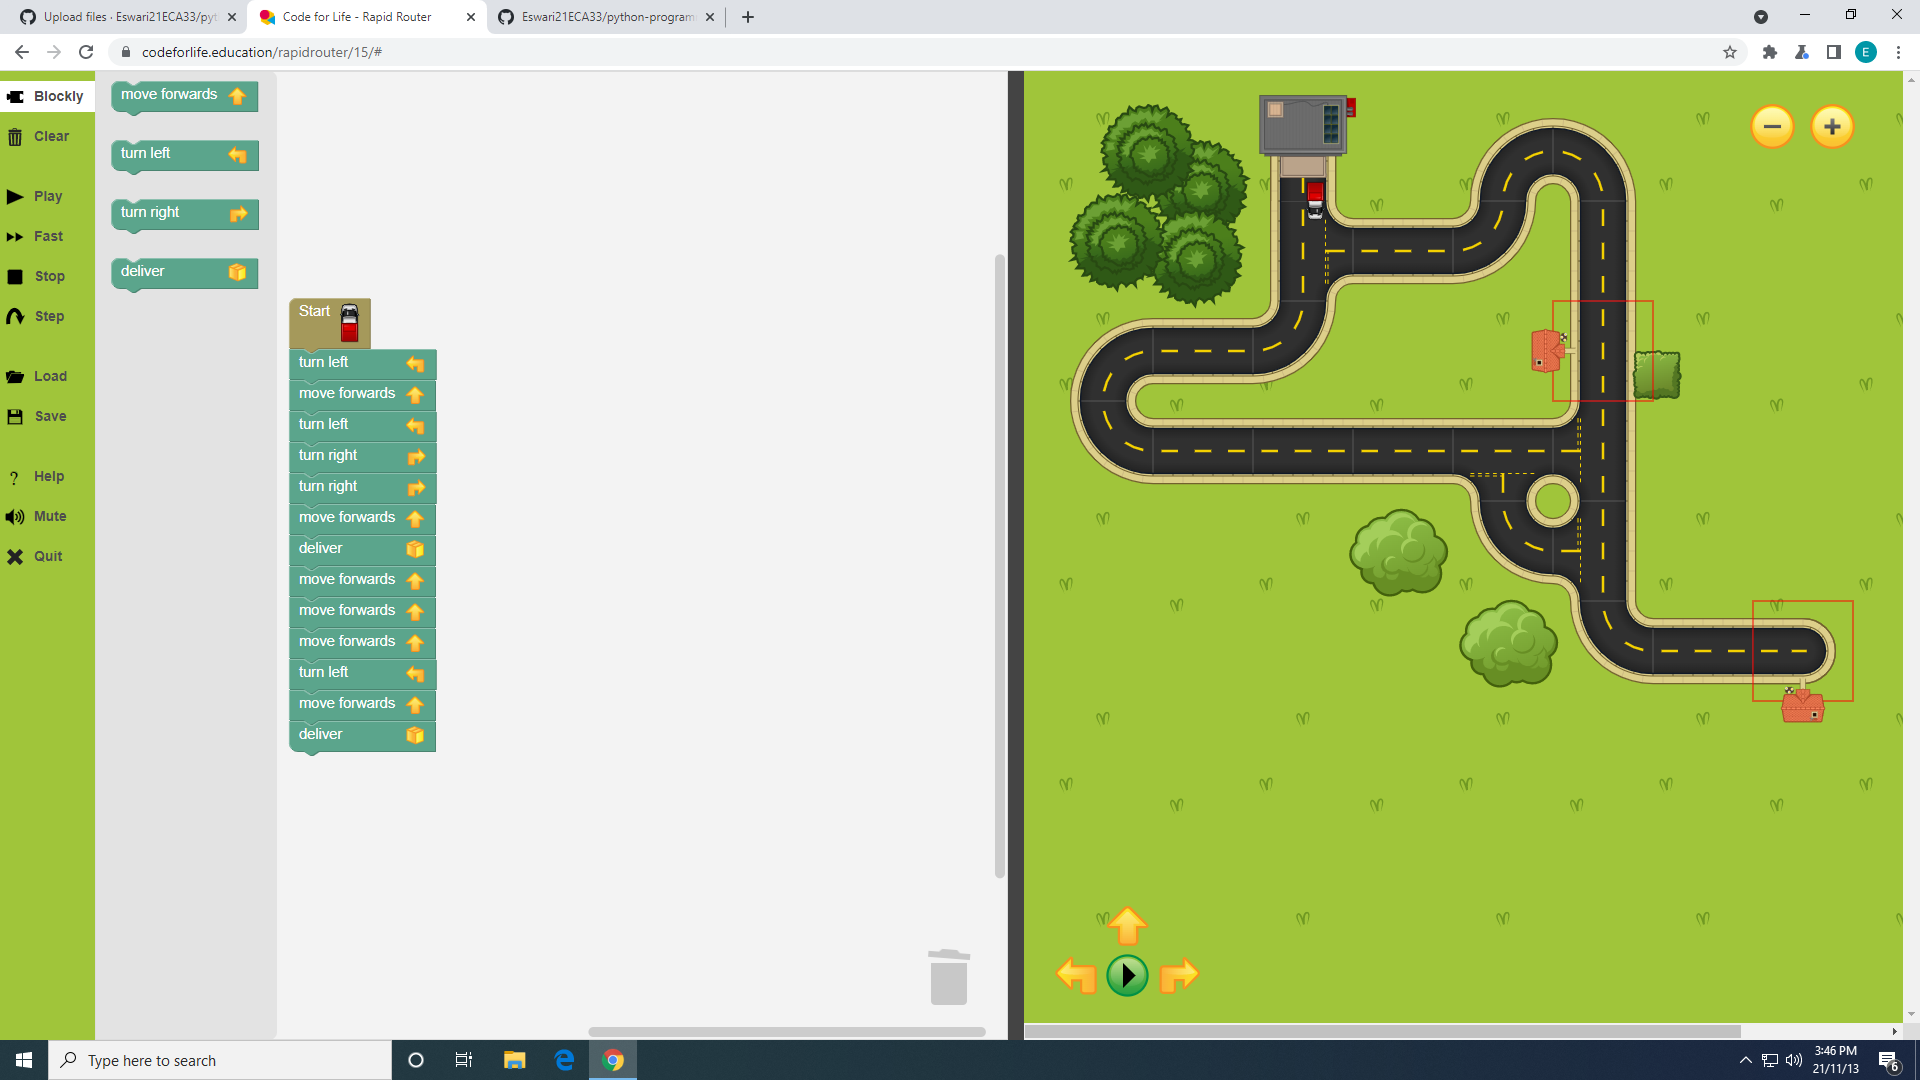 Upload files · Eswari21ECA33/pyt
Code for Life - Rapid Router
Eswari21ECA33/python-program
codeforlife.education/rapidrouter/15/#
E
Blockly
Clear
Play
Fast
Stop
Step
Load
Save
Help
Mute
Quit
move forwards
turn left
turn right
deliver
Start
turn left
move forwards
turn left
turn right
turn right
move forwards
deliver
move forwards
move forwards
move forwards
turn left
move forwards
deliver
Type here to search
3:46 PM
21/11/13
6